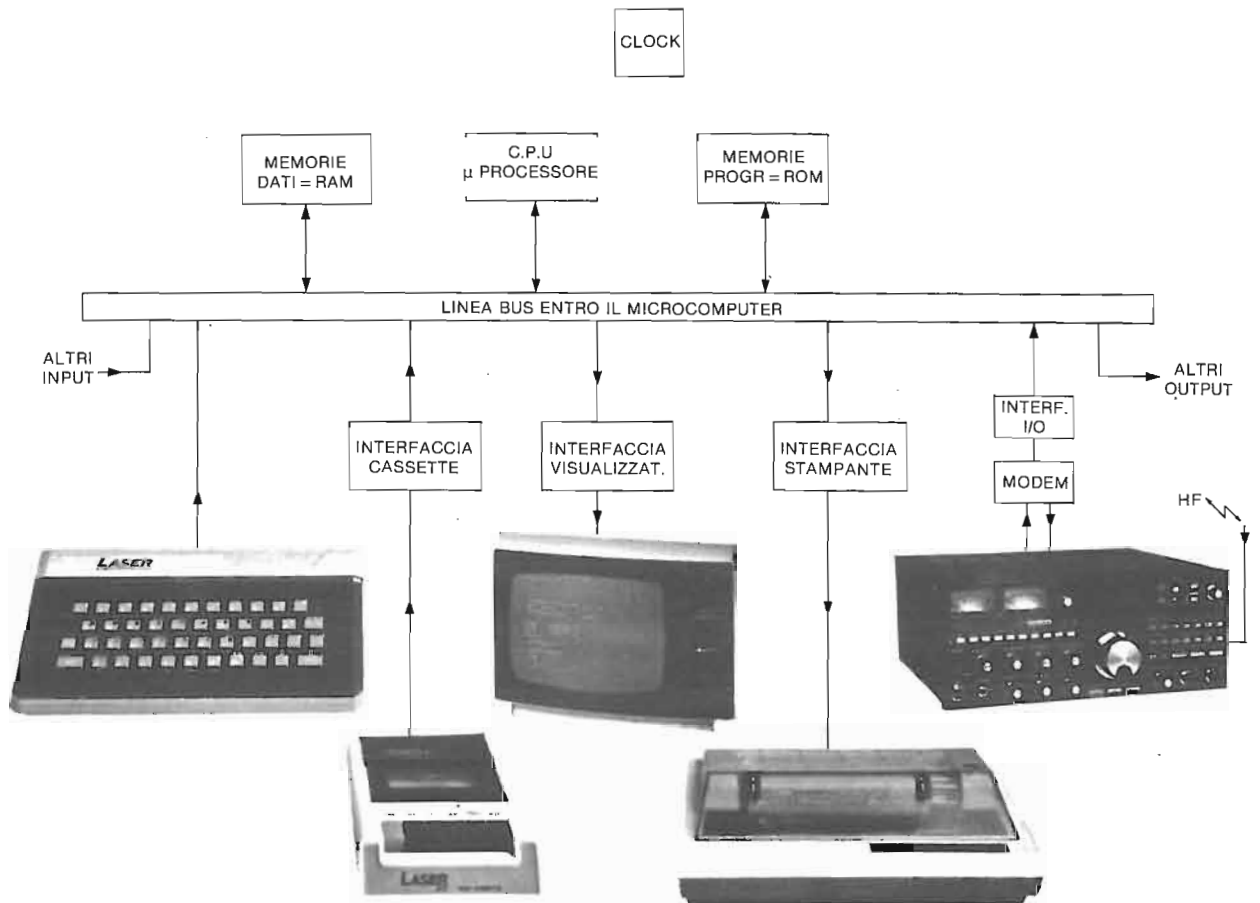 CLOCK
MEMORIE
DATI = RAM
C.P.U
µ PROCESSORE
MEMORIE
PROGR = ROM
LINEA BUS ENTRO IL MICROCOMPUTER
ALTRI
INPUT
ALTRI
OUTPUT
INTERFACCIA
CASSETTE
INTERFACCIA
VISUALIZZAT.
INTERFACCIA
STAMPANTE
INTERF.
I/O
MODEM
HF
LASER
LASER